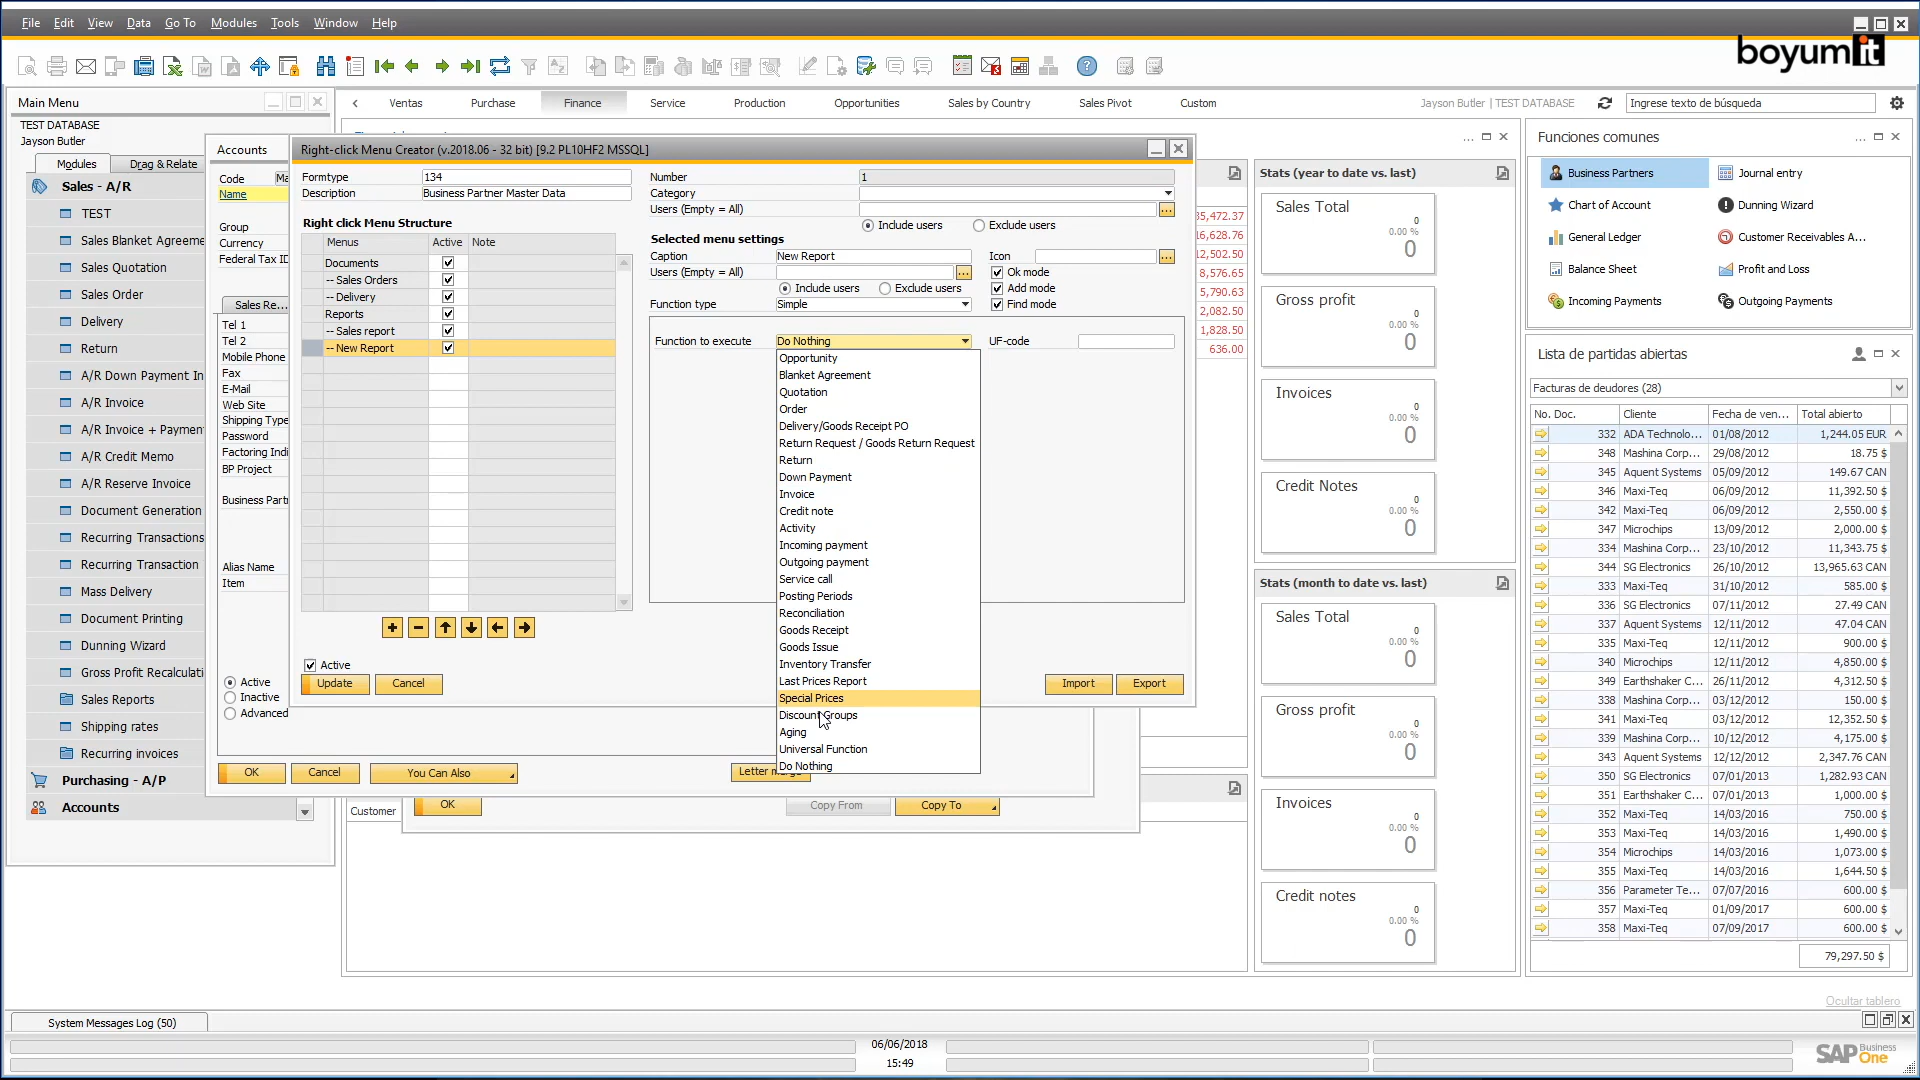 File Edit View Data Go To Modules Tools Window Help
boyumit
Main Menu
TEST DATABASE
Jayson Butler
Modules Drag & Relate
Sales - A/R
TEST
Sales Blanket Agreeme
Sales Quotation
Sales Order
Delivery
Return
A/R Down Payment In
A/R Invoice
A/R Invoice + Paymen
A/R Credit Memo
A/R Reserve Invoice
Document Generation
Recurring Transactions
Recurring Transaction
Mass Delivery
Document Printing
Dunning Wizard
Gross Profit Recalculati
Sales Reports
Shipping rates
Recurring invoices
Purchasing - A/P
Accounts
Ventas Purchase Finance Service Production Opportunities Sales by Country Sales Pivot Custom
Jayson Butler | TEST DATABASE Ingrese texto de búsqueda
Accounts
Code Ma
Name
Group
Currency
Federal Tax ID
Sales Re...
Tel 1
Tel 2
Mobile Phone
Fax
E-Mail
Web Site
Shipping Type
Password
Factoring Indi
BP Project
Business Partn
Alias Name
Item
Active
Inactive
Advanced
OK Cancel You Can Also
OK Copy From Copy To
Customer
Right-click Menu Creator (v.2018.06 - 32 bit) [9.2 PL10HF2 MSSQL]
Formtype 134
Description Business Partner Master Data
Right click Menu Structure
Menus Active Note
Documents
-- Sales Orders
-- Delivery
Reports
-- Sales report
-- New Report
Active
Update Cancel
Number 1
Category
Users (Empty = All)
Include users Exclude users
Selected menu settings
Caption New Report Icon
Users (Empty = All) Ok mode
Include users Exclude users Add mode
Function type Simple Find mode
Function to execute Do Nothing UF-code
Opportunity
Blanket Agreement
Quotation
Order
Delivery/Goods Receipt PO
Return Request / Goods Return Request
Return
Down Payment
Invoice
Credit note
Activity
Incoming payment
Outgoing payment
Service call
Posting Periods
Reconciliation
Goods Receipt
Goods Issue
Inventory Transfer
Last Prices Report
Special Prices
Discount Groups
Aging
Universal Function
Do Nothing
Import Export
35,472.37
16,628.76
12,502.50
8,576.65
5,790.63
2,082.50
1,828.50
636.00
Stats (year to date vs. last)
Sales Total
0
0.00 %
0
Gross profit
0
0.00 %
0
Invoices
0
0.00 %
0
Credit Notes
0
0.00 %
0
Stats (month to date vs. last)
Sales Total
0
0.00 %
0
Gross profit
0
0.00 %
0
Invoices
0
0.00 %
0
Credit notes
0
0.00 %
0
Funciones comunes
Business Partners Journal entry
Chart of Account Dunning Wizard
General Ledger Customer Receivables A...
Balance Sheet Profit and Loss
Incoming Payments Outgoing Payments
Lista de partidas abiertas
Facturas de deudores (28)
No. Doc. Cliente Fecha de ven... Total abierto
332 ADA Technolo... 01/08/2012 1,244.05 EUR
348 Mashina Corp... 29/08/2012 18.75 $
345 Aquent Systems 05/09/2012 149.67 CAN
346 Maxi-Teq 06/09/2012 11,392.50 $
342 Maxi-Teq 06/09/2012 2,550.00 $
347 Microchips 13/09/2012 2,000.00 $
334 Mashina Corp... 23/10/2012 11,343.75 $
344 SG Electronics 26/10/2012 13,965.63 CAN
333 Maxi-Teq 31/10/2012 585.00 $
336 SG Electronics 07/11/2012 27.49 CAN
337 Aquent Systems 12/11/2012 47.04 CAN
335 Maxi-Teq 12/11/2012 900.00 $
340 Microchips 12/11/2012 4,850.00 $
349 Earthshaker C... 26/11/2012 4,312.50 $
338 Mashina Corp... 03/12/2012 150.00 $
341 Maxi-Teq 03/12/2012 12,352.50 $
339 Mashina Corp... 10/12/2012 4,175.00 $
343 Aquent Systems 12/12/2012 2,347.76 CAN
350 SG Electronics 07/01/2013 1,282.93 CAN
351 Earthshaker C... 07/01/2013 1,000.00 $
352 Maxi-Teq 14/03/2016 750.00 $
353 Maxi-Teq 14/03/2016 1,490.00 $
354 Microchips 14/03/2016 1,073.00 $
355 Maxi-Teq 14/03/2016 1,644.50 $
356 Parameter Te... 07/07/2016 600.00 $
357 Maxi-Teq 01/09/2017 600.00 $
358 Maxi-Teq 07/09/2017 600.00 $
79,297.50 $
Ocultar tablero
System Messages Log (50)
06/06/2018
15:49
SAP Business One